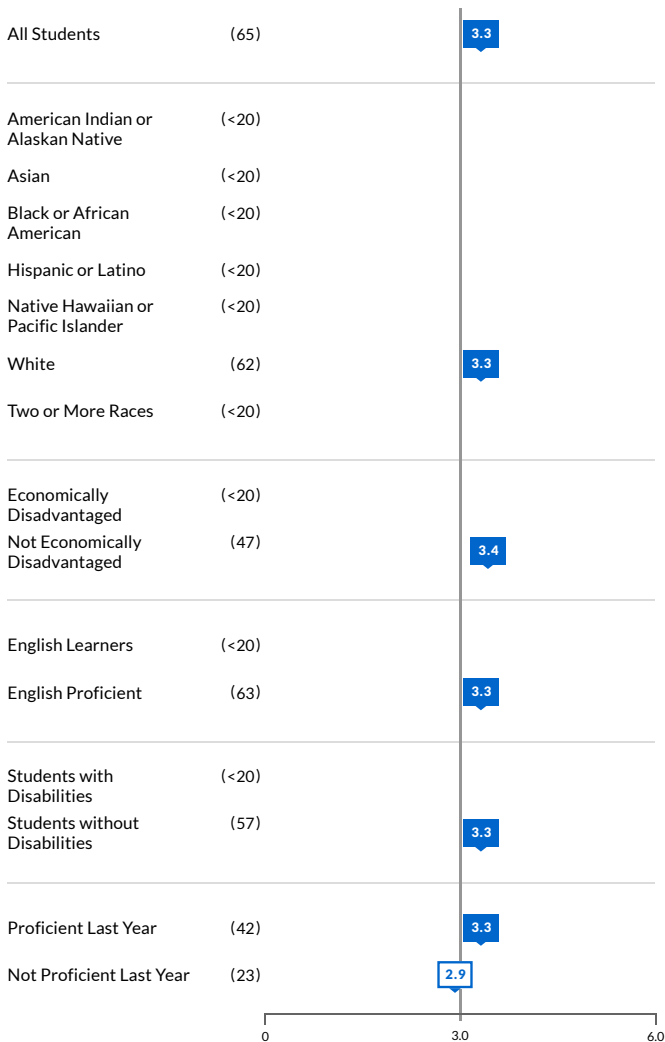 All Students (65) 3.3
American Indian or (<20)
Alaskan Native
Asian (<20)
Black or African (<20)
American
Hispanic or Latino (<20)
Native Hawaiian or (<20)
Pacific Islander
White (62) 3.3
Two or More Races (<20)
Economically (<20)
Disadvantaged
Not Economically (47) 3.4
Disadvantaged
English Learners (<20)
English Proficient (63) 3.3
Students with (<20)
Disabilities
Students without (57) 3.3
Disabilities
Proficient Last Year (42) 3.3
Not Proficient Last Year (23) 2.9
0 3.0 6.0